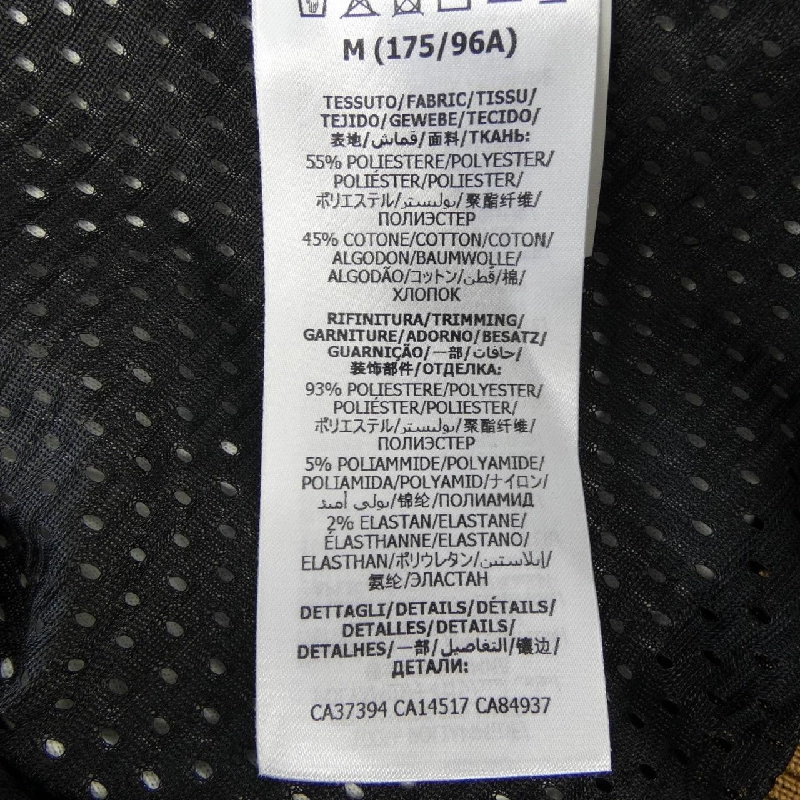 M (175/96A)
TESSUTO/FABRIC/TISSU/
TEJIDO/GEWEBE/TECIDO/
表地/قماش/面料/ТКАНЬ:
55% POLIESTERE/POLYESTER/
POLIÉSTER/POLIESTER/
ポリエステル/بوليستر/聚酯纤维/
ПОЛИЭСТЕР
45% COTONE/COTTON/COTON/
ALGODON/BAUMWOLLE/
ALGODÃO/コットン/قطن/棉/
ХЛОПОК
RIFINITURA/TRIMMING/
GARNITURE/ADORNO/BESATZ/
GUARNIÇÃO/一部/حافات/
装饰部件/ОТДЕЛКА:
93% POLIESTERE/POLYESTER/
POLIÉSTER/POLIESTER/
ポリエステル/بوليستر/聚酯纤维/
ПОЛИЭСТЕР
5% POLIAMMIDE/POLYAMIDE/
POLIAMIDA/POLYAMID/ナイロン/
بولي أميد/锦纶/ПОЛИАМИД
2% ELASTAN/ELASTANE/
ÉLASTHANNE/ELASTANO/
ELASTHAN/ポリウレタン/إيلاستين/
氨纶/ЭЛАСТАН
DETTAGLI/DETAILS/DÉTAILS/
DETALLES/DETAILS/
DETALHES/一部/التفاصيل/镶边/
ДЕТАЛИ:
CA37394 CA14517 CA84937